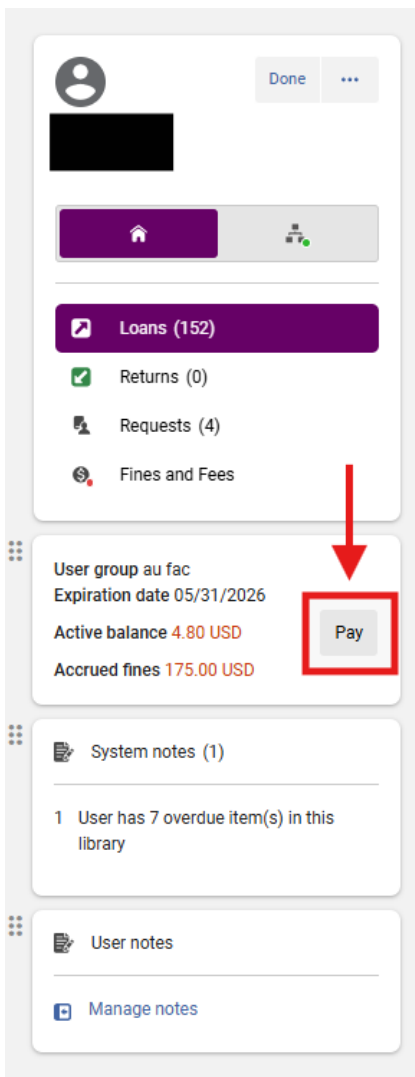 Done
Loans (152)
Returns (0)
Requests (4)
Fines and Fees
User group au fac
Expiration date 05/31/2026
Active balance 4.80 USD
Pay
Accrued fines 175.00 USD
System notes (1)
1 User has 7 overdue item(s) in this
library
User notes
Manage notes